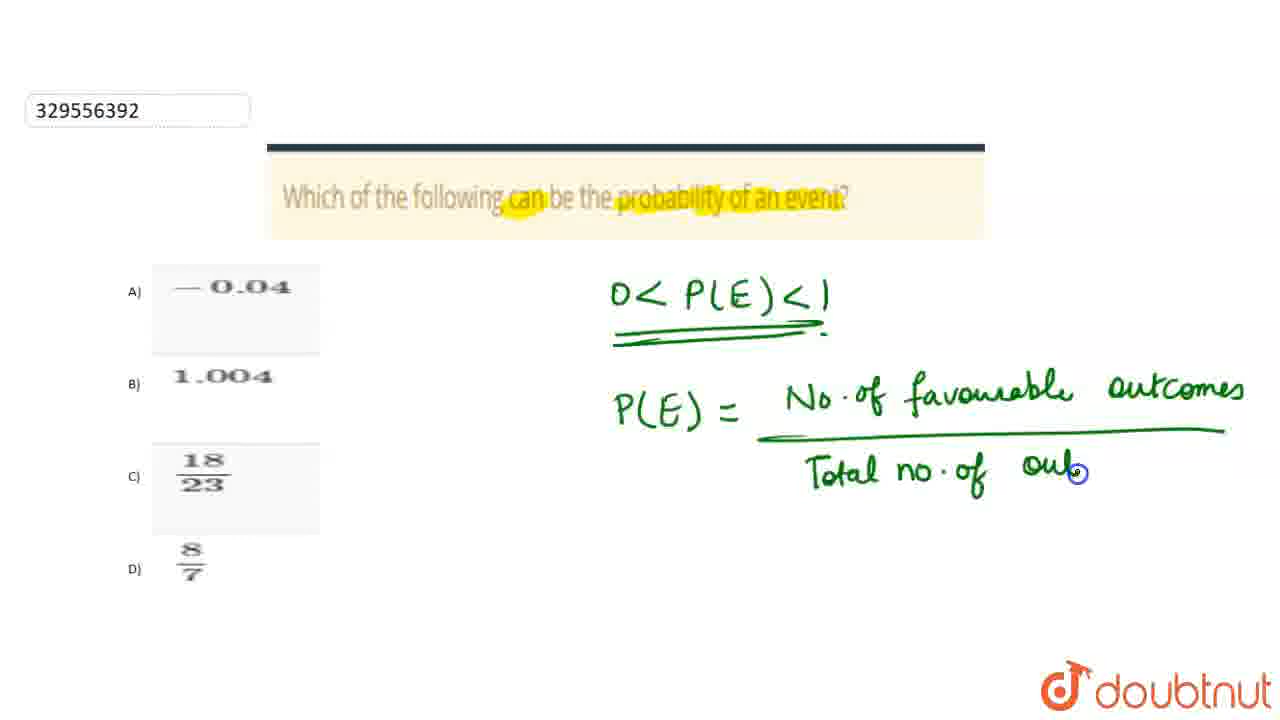 329556392
Which of the following can be the probability of an event?
A) - 0.04
B) 1.004
C) 18/23
D) 8/7
0 < P(E) < 1
P(E) = No. of favourable outcomes
Total no. of out
doubtnut